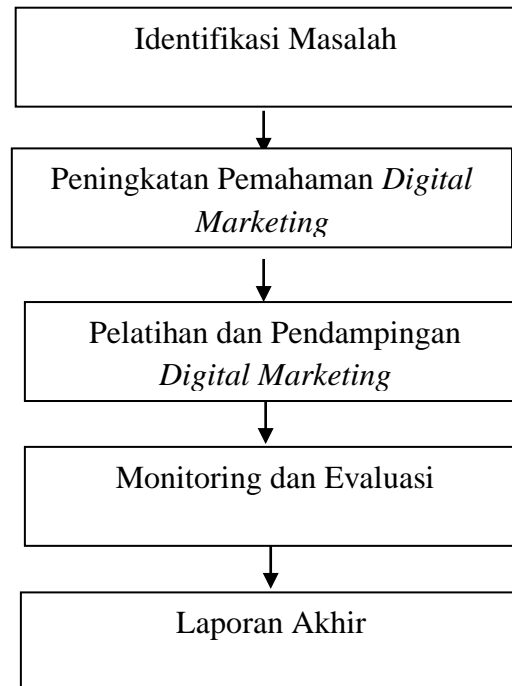 Identifikasi Masalah
Peningkatan Pemahaman Digital
Marketing
Pelatihan dan Pendampingan
Digital Marketing
Monitoring dan Evaluasi
Laporan Akhir